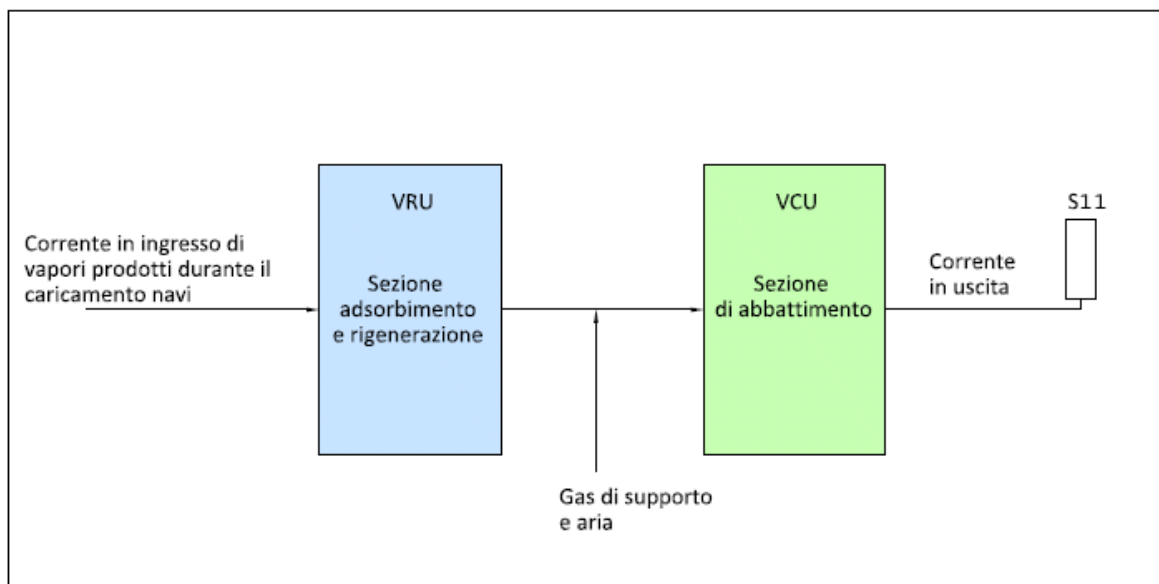 Corrente in ingresso di
vapori prodotti durante il
caricamento navi
VRU
Sezione
adsorbimento
e rigenerazione
Gas di supporto
e aria
VCU
Sezione
di abbattimento
Corrente
in uscita
S11